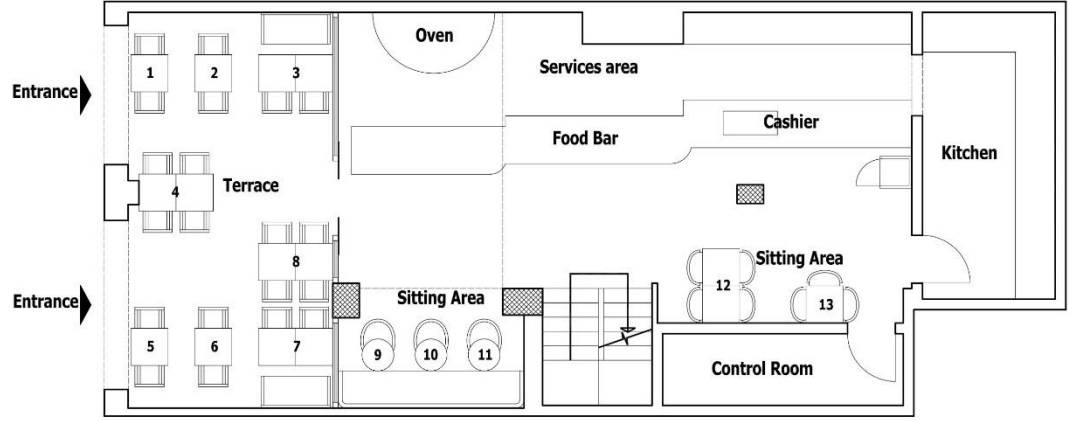 Oven
Services area
1
2
3
Entrance
Cashier
Food Bar
Kitchen
4
Terrace
8
Sitting Area
12
13
Entrance
Sitting Area
5
6
7
9
10
11
Control Room